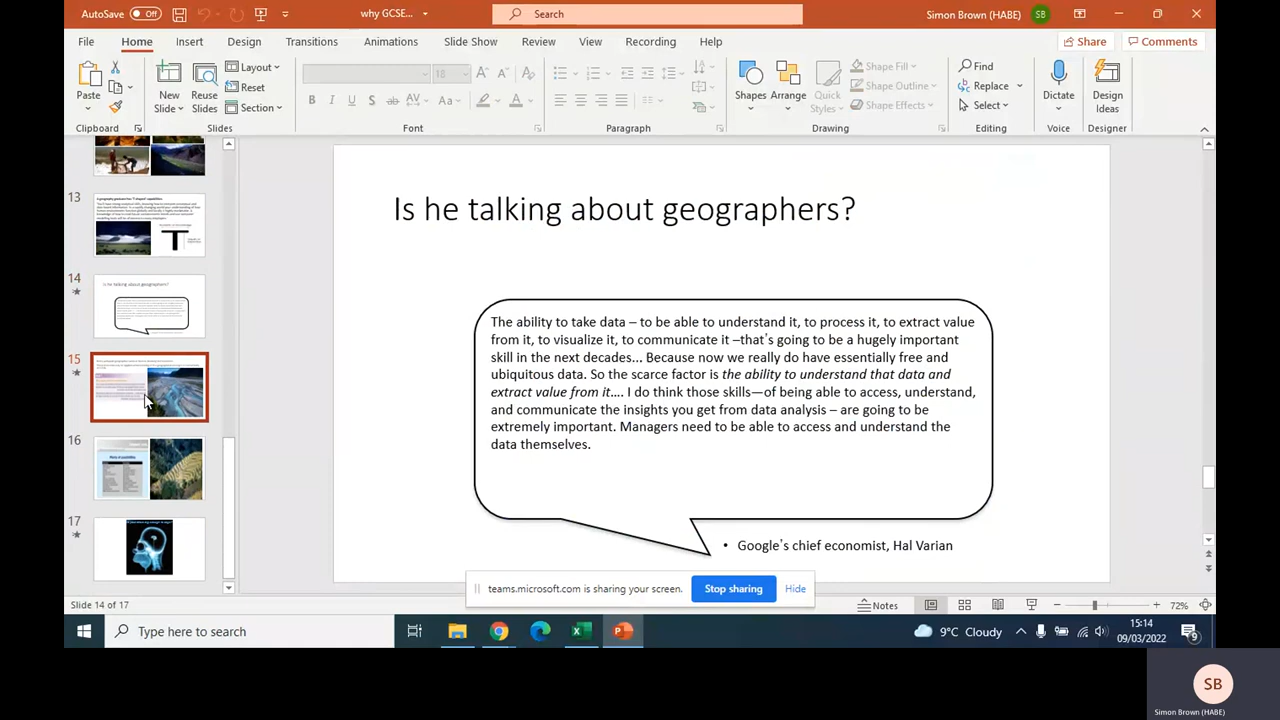 AutoSave Off
why GCSE...
Search
Simon Brown (HABE) SB
File Home Insert Design Transitions Animations Slide Show Review View Recording Help
Share Comments
Paste
New Slide
Reuse Slides
Layout
Reset
Section
18
Shapes Arrange Quick Styles
Shape Fill
Shape Outline
Shape Effects
Find
Replace
Select
Dictate
Design Ideas
Clipboard Slides Font Paragraph Drawing Editing Voice Designer
13
14
Is he talking about geographers?
15
16
17
Is he talking about geographers?
The ability to take data – to be able to understand it, to process it, to extract value
from it, to visualize it, to communicate it –that's going to be a hugely important
skill in the next decades... Because now we really do have essentially free and
ubiquitous data. So the scarce factor is the ability to understand that data and
extract value from it…. I do think those skills—of being able to access, understand,
and communicate the insights you get from data analysis – are going to be
extremely important. Managers need to be able to access and understand the
data themselves.
• Google's chief economist, Hal Varian
teams.microsoft.com is sharing your screen. Stop sharing Hide
Slide 14 of 17
Notes
72%
Type here to search
9°C Cloudy
15:14
09/03/2022
9
SB
Simon Brown (HABE)